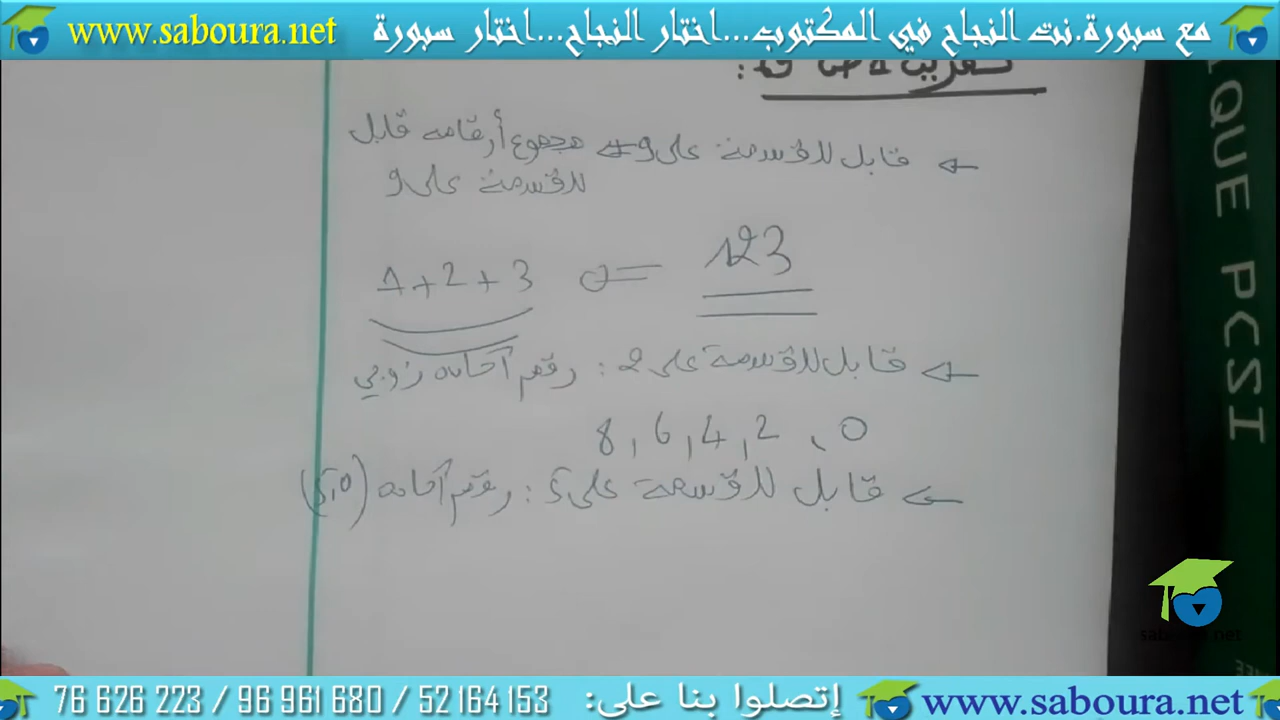 مع سبورة.نت النجاح في المكتوب...اختار النجاح...اختار سبورة www.saboura.net
← قابل للقسمة على 9 ⇐ مجموع أرقامه قابل
للقسمة على 9
123 1+2+3
← قابل للقسمة على 2 : رقم آحاده زوجي
0 , 2 , 4 , 6 , 8
← قابل للقسمة على 5 : رقم آحاده (0,5)
RIQUE PCSI
saboura.net
www.saboura.net إتصلوا بنا على: 76 626 223 / 96 961 680 / 52 164 153